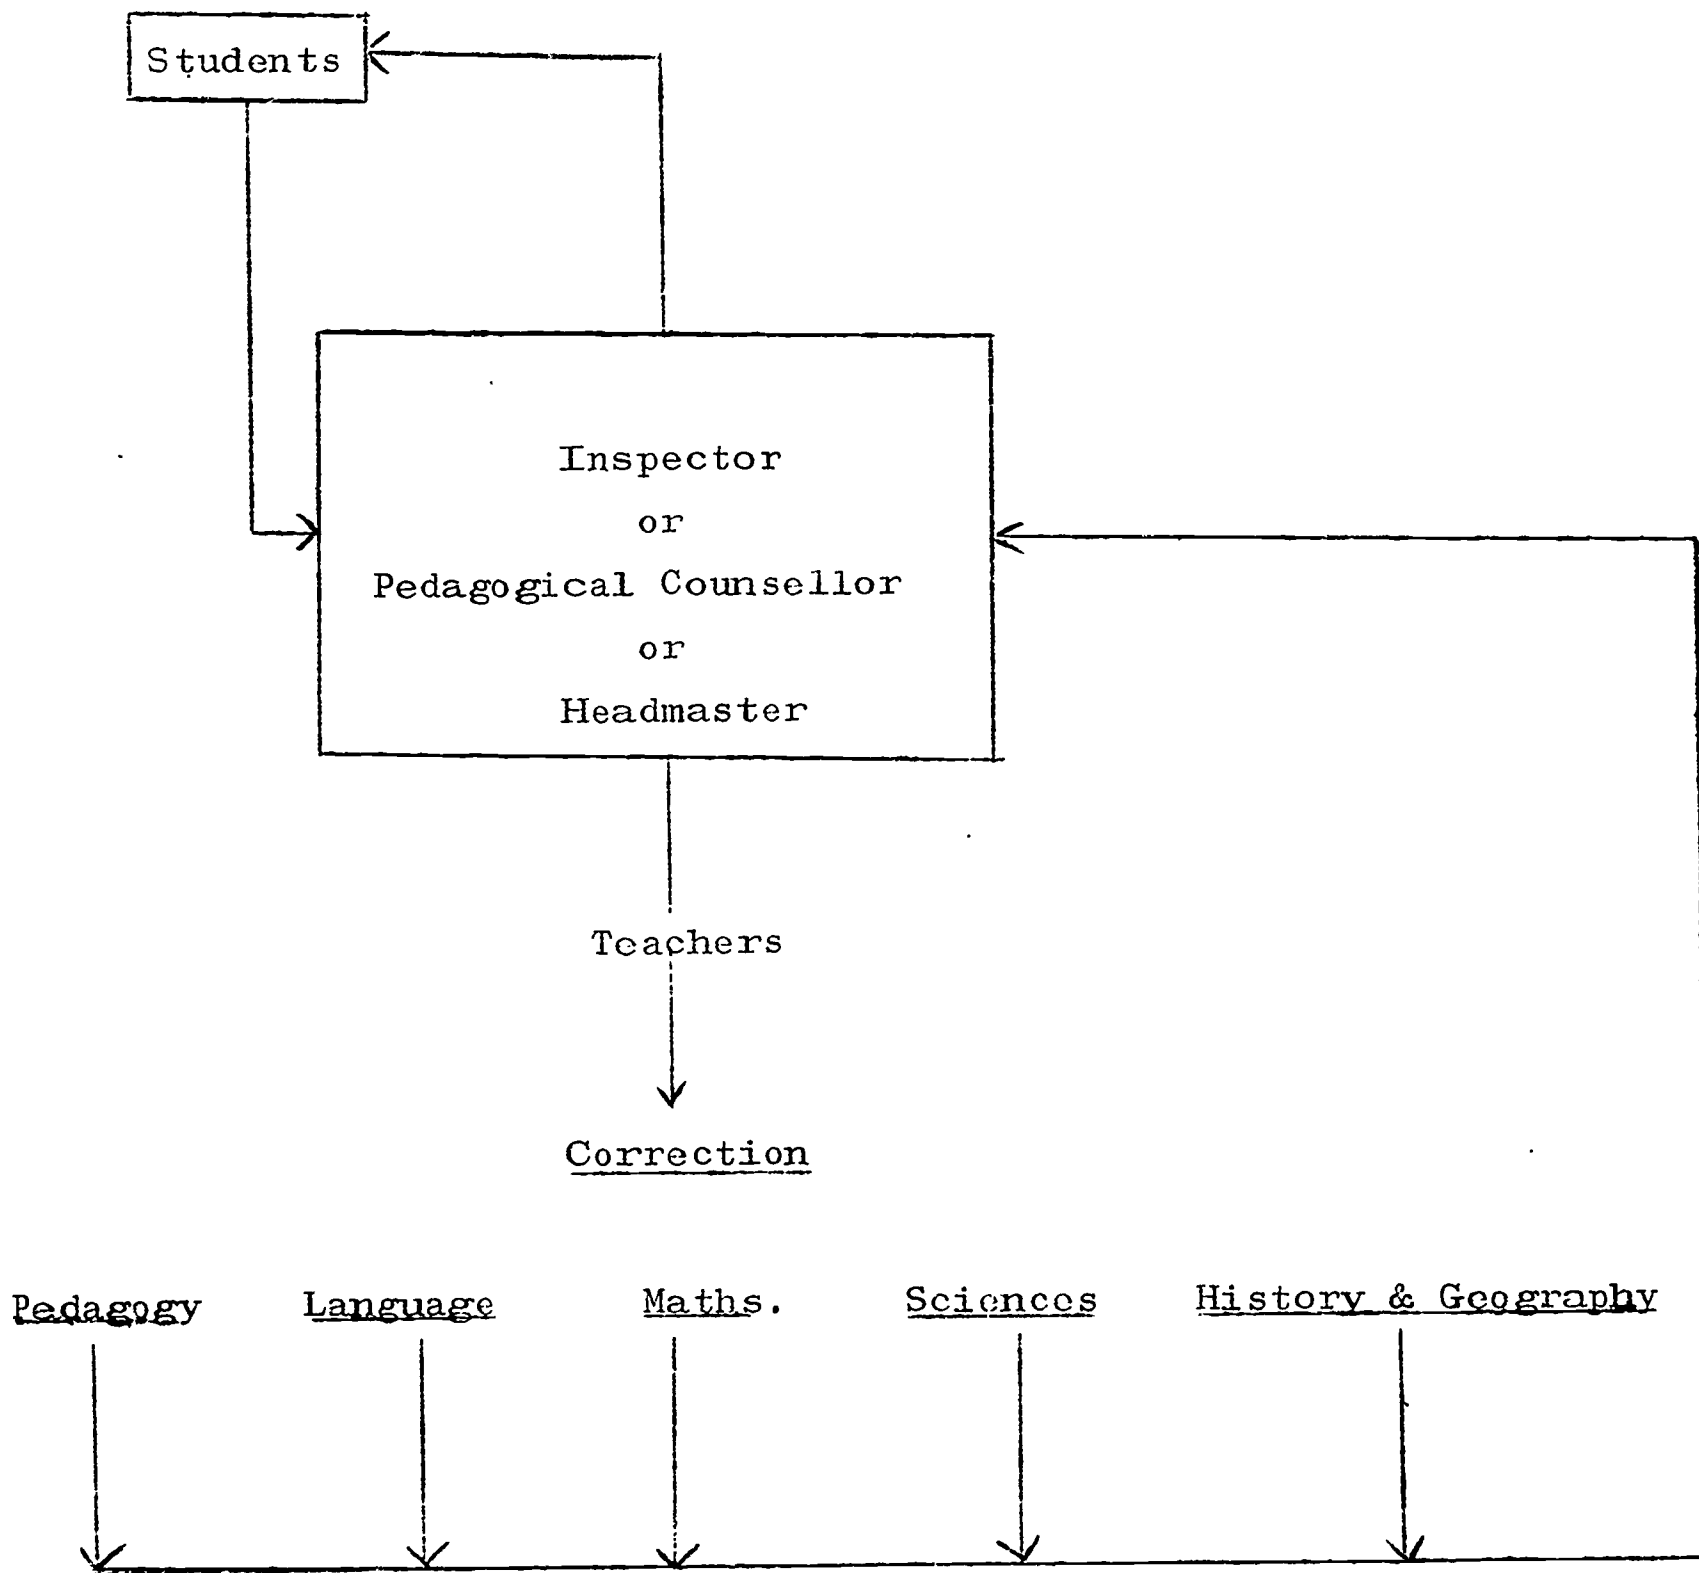 Students
Inspector
or
Pedagogical Counsellor
or
Headmaster
Teachers
Correction
Pedagogy Language Maths. Sciences History & Geography